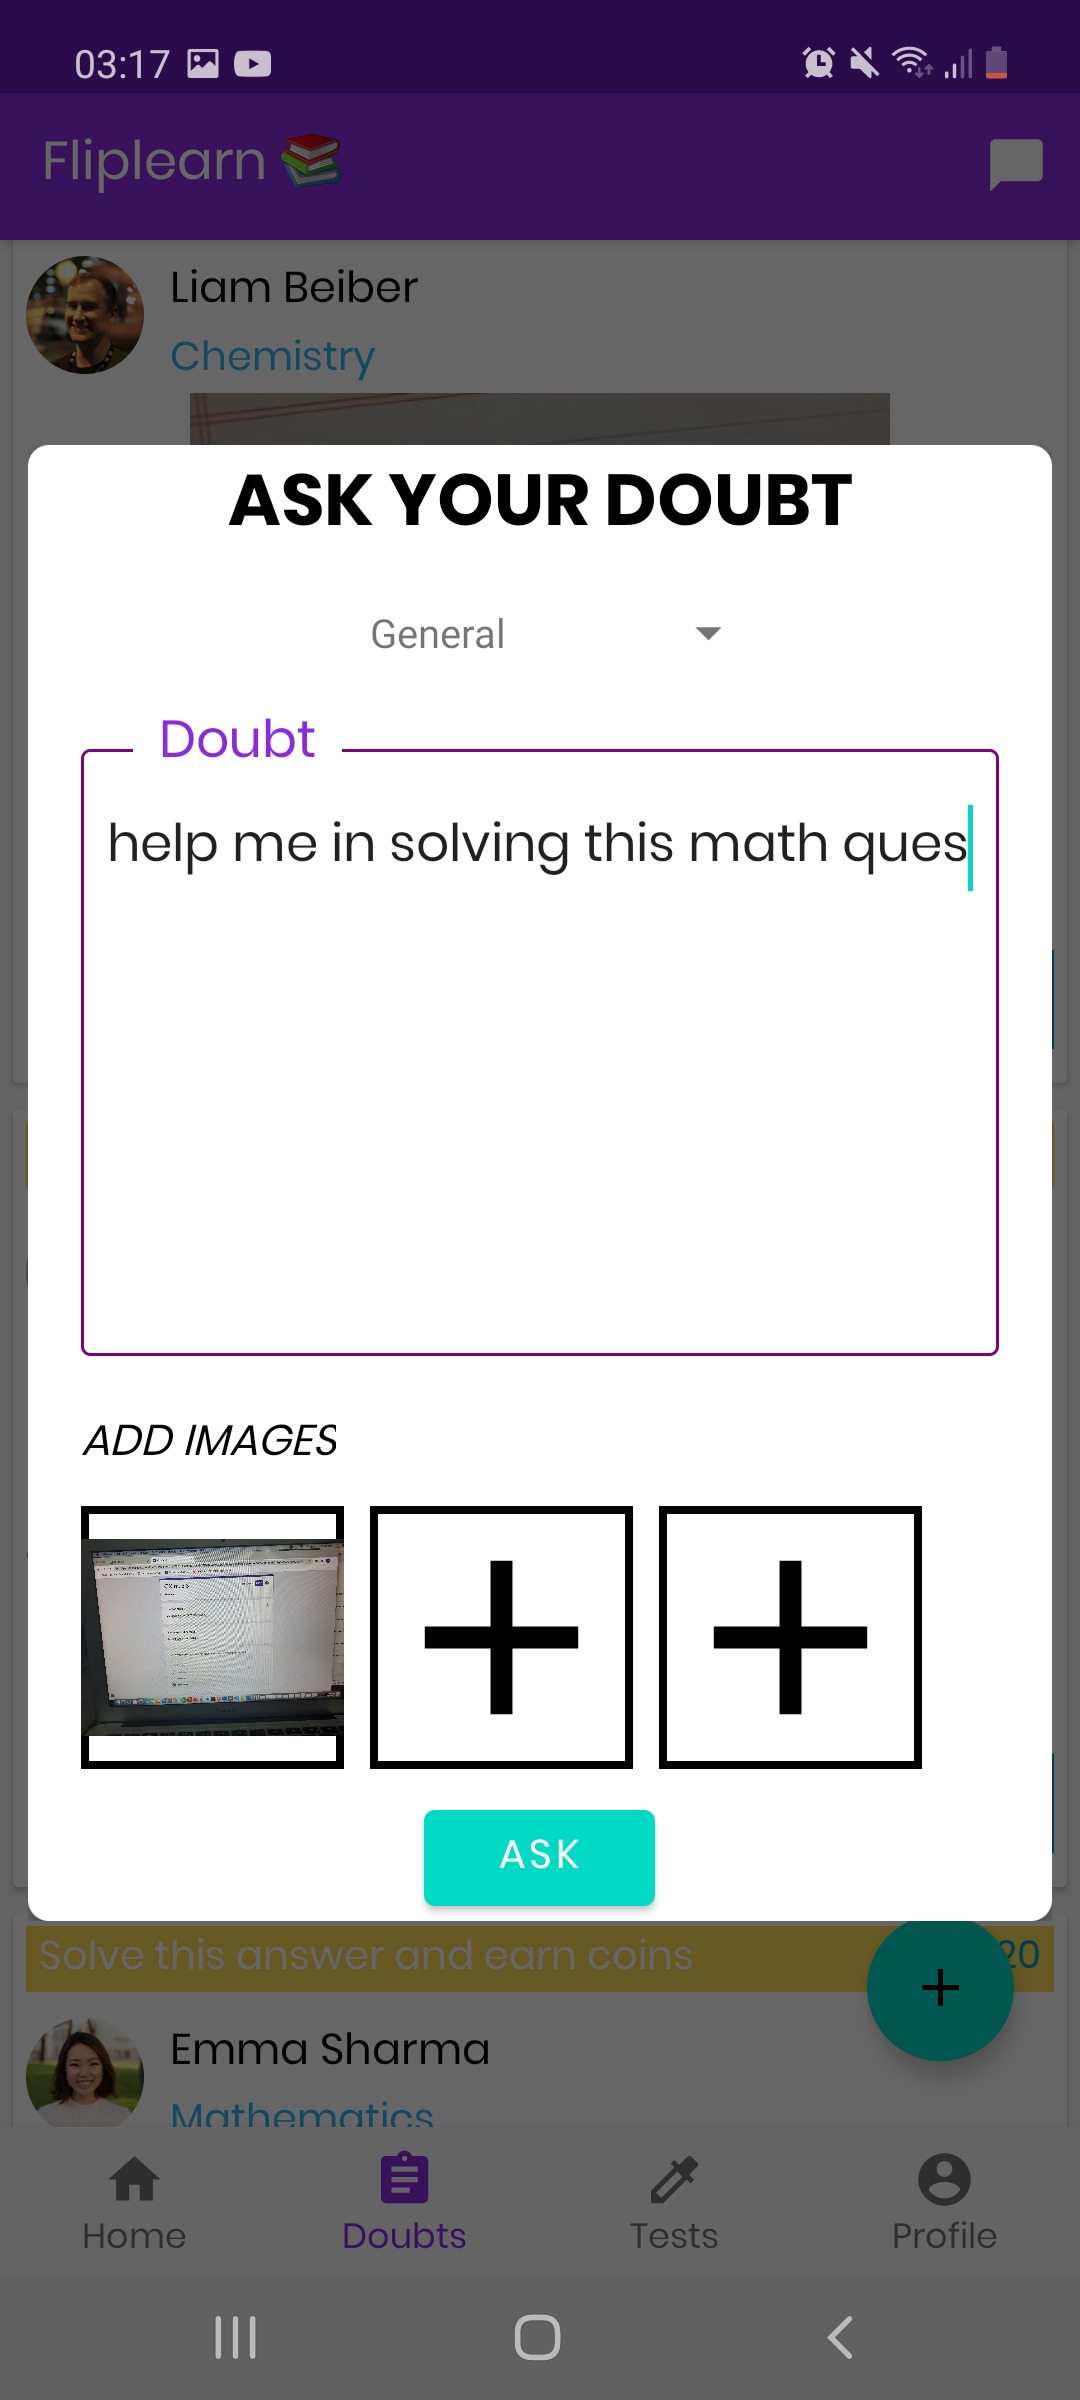 03:17
Fliplearn
Liam Beiber
Chemistry
ASK YOUR DOUBT
General
Doubt
help me in solving this math ques
ADD IMAGES
ASK
Solve this answer and earn coins
20
Emma Sharma
Mathematics
Home
Doubts
Tests
Profile